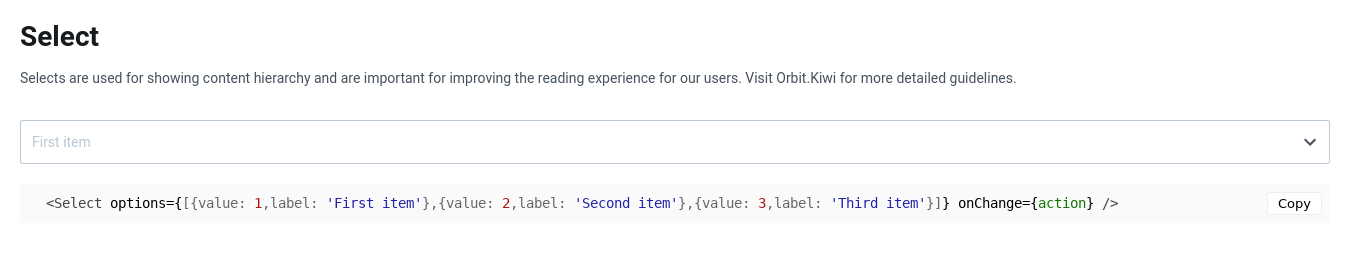 Select
Selects are used for showing content hierarchy and are important for improving the reading experience for our users. Visit Orbit.Kiwi for more detailed guidelines.
First item
<Select options={[{value: 1,label: 'First item'},{value: 2,label: 'Second item'},{value: 3,label: 'Third item'}]} onChange={action} />
Copy